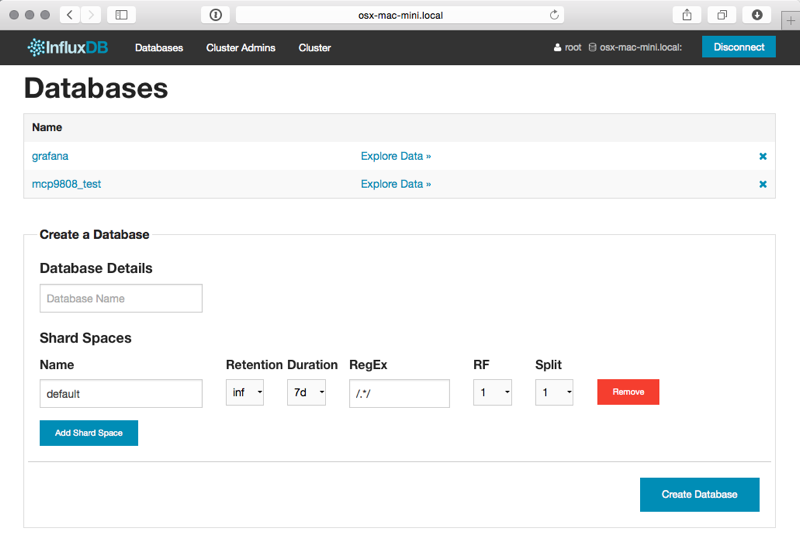 osx-mac-mini.local
InfluxDB Databases Cluster Admins Cluster root osx-mac-mini.local: Disconnect
Databases
Name
grafana Explore Data »
mcp9808_test Explore Data »
Create a Database
Database Details
Database Name
Shard Spaces
Name Retention Duration RegEx RF Split
default inf 7d /.*/ 1 1 Remove
Add Shard Space
Create Database